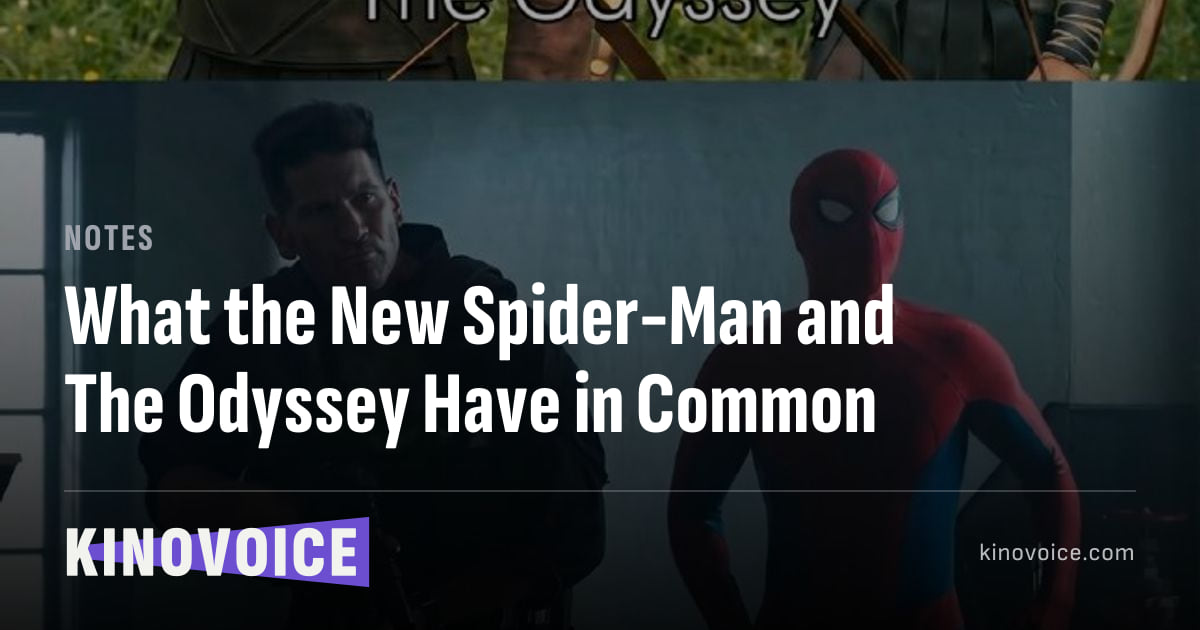 The Odyssey
NOTES
What the New Spider-Man and
The Odyssey Have in Common
KINOVOICE
kinovoice.com